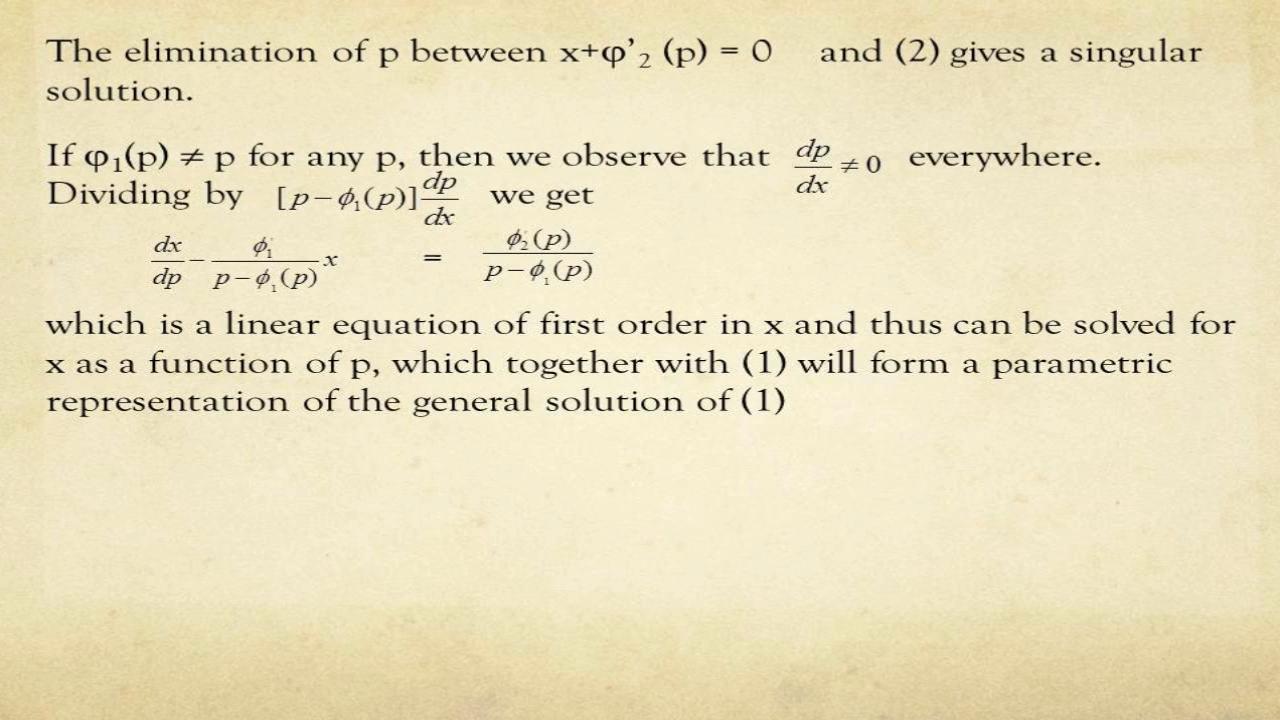 The elimination of p between x+φ’₂ (p) = 0 and (2) gives a singular
solution.
If φ₁(p) ≠ p for any p, then we observe that dp/dx ≠ 0 everywhere.
Dividing by [p − ϕ₁(p)] dp/dx we get
dx/dp − ϕ₁˙/(p − ϕ₁(p)) x = ϕ₂˙(p)/(p − ϕ₁(p))
which is a linear equation of first order in x and thus can be solved for
x as a function of p, which together with (1) will form a parametric
representation of the general solution of (1)